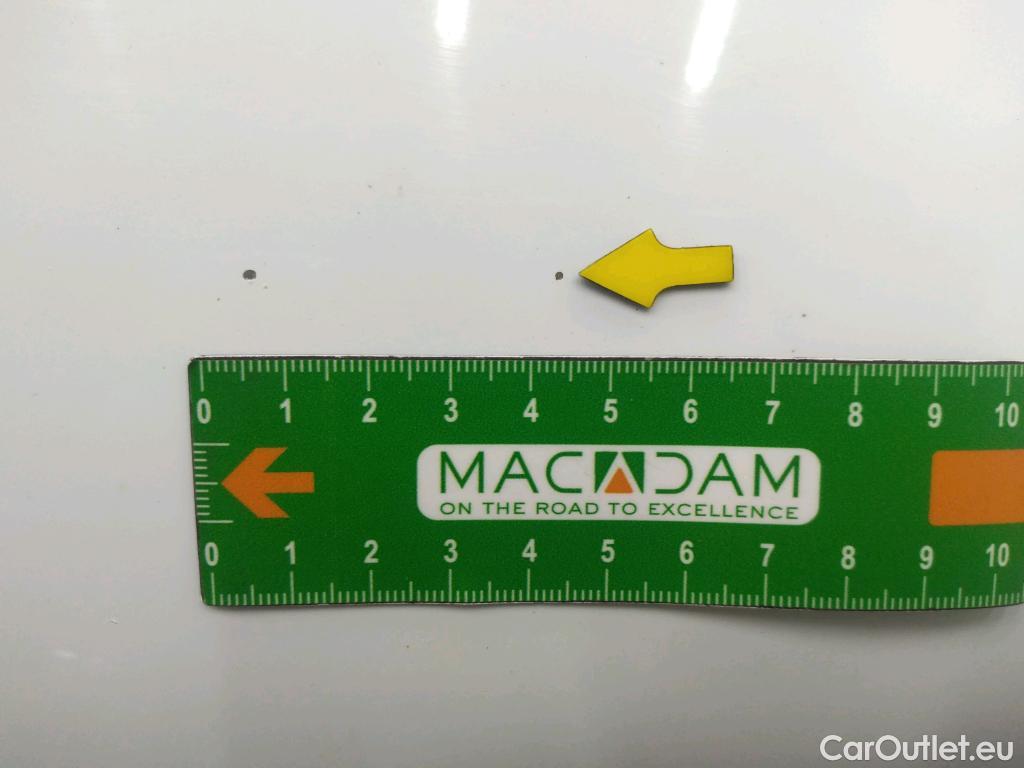 0 1 2 3 4 5 6 7 8 9 10
MACADAM
ON THE ROAD TO EXCELLENCE
0 1 2 3 4 5 6 7 8 9 10
CarOutlet.eu